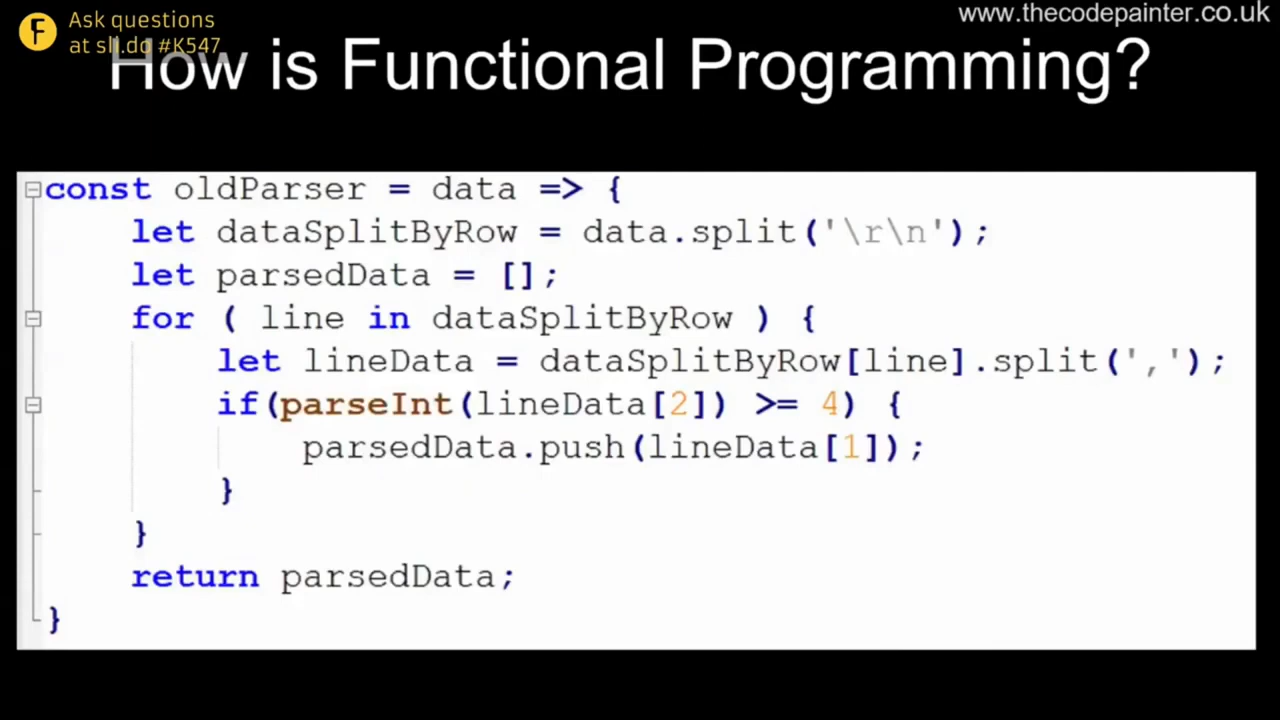 Ask questions
at sli.do #K547
www.thecodepainter.co.uk
How is Functional Programming?
const oldParser = data => {
let dataSplitByRow = data.split('\r\n');
let parsedData = [];
for ( line in dataSplitByRow ) {
let lineData = dataSplitByRow[line].split(',');
if(parseInt(lineData[2]) >= 4) {
parsedData.push(lineData[1]);
}
}
return parsedData;
}